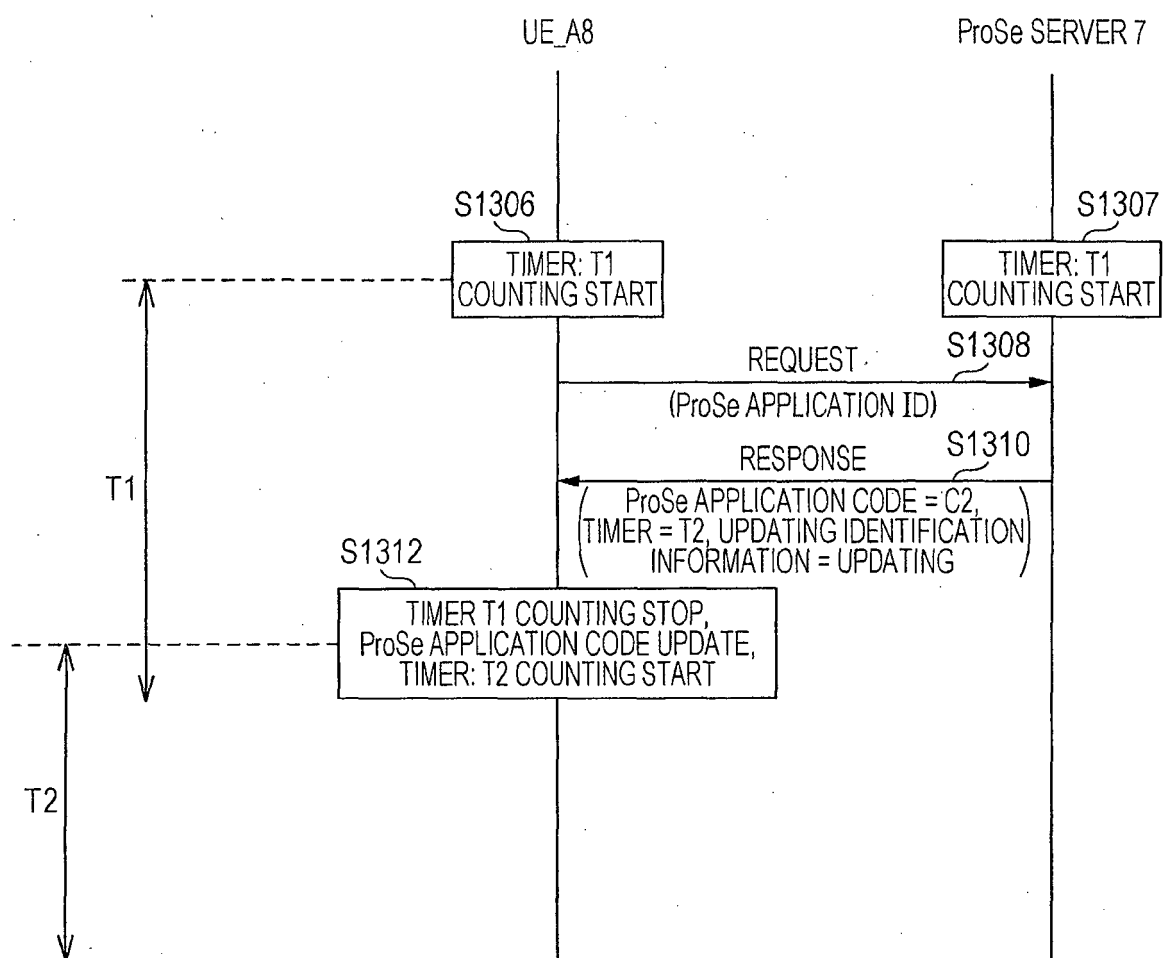 UE_A8
ProSe SERVER 7
S1306
S1307
TIMER: T1
COUNTING START
TIMER: T1
COUNTING START
REQUEST
S1308
(ProSe APPLICATION ID)
RESPONSE
S1310
T1
(ProSe APPLICATION CODE = C2,
TIMER = T2, UPDATING IDENTIFICATION
INFORMATION = UPDATING)
S1312
TIMER T1 COUNTING STOP,
ProSe APPLICATION CODE UPDATE,
TIMER: T2 COUNTING START
T2